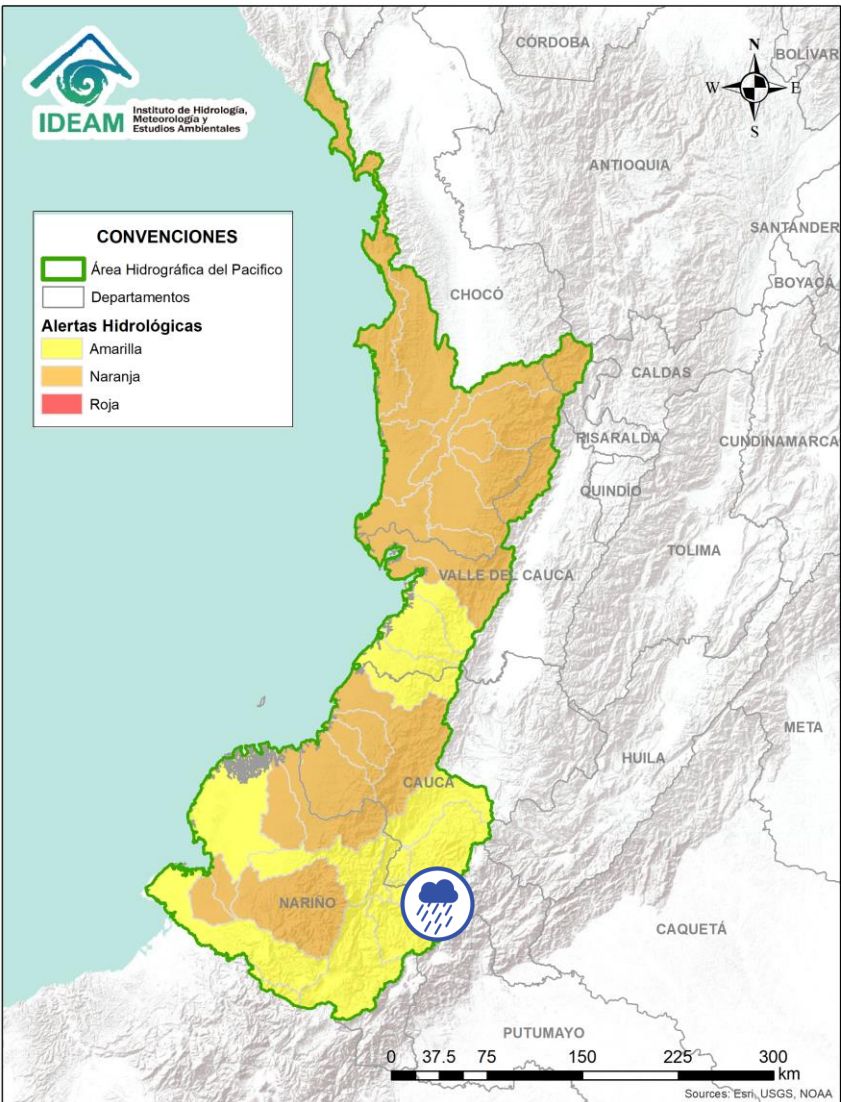 IDEAM
Instituto de Hidrología,
Meteorología y
Estudios Ambientales
CÓRDOBA
BOLÍVAR
N
W
E
S
ANTIOQUIA
SANTANDER
CONVENCIONES
Área Hidrográfica del Pacifico
Departamentos
Alertas Hidrológicas
Amarilla
Naranja
Roja
BOYACÁ
CHOCÓ
CALDAS
RISARALDA
CUNDINAMARCA
QUINDÍO
TOLIMA
VALLE DEL CAUCA
META
HUILA
CAUCA
NARIÑO
CAQUETÁ
PUTUMAYO
0 37.5 75 150 225 300
km
Sources: Esri, USGS, NOAA